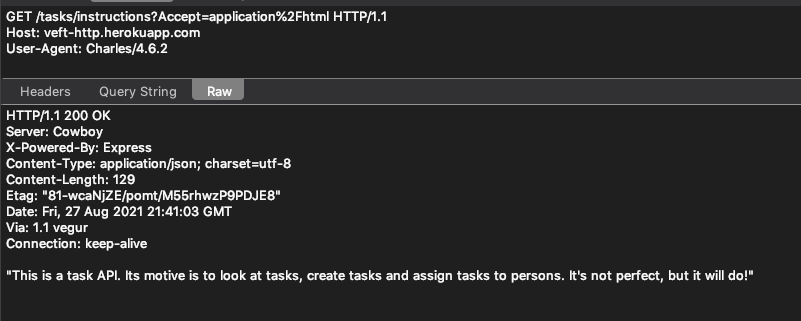 GET /tasks/instructions?Accept=application%2Fhtml HTTP/1.1
Host: veft-http.herokuapp.com
User-Agent: Charles/4.6.2
Headers Query String Raw
HTTP/1.1 200 OK
Server: Cowboy
X-Powered-By: Express
Content-Type: application/json; charset=utf-8
Content-Length: 129
Etag: "81-wcaNjZE/pomt/M55rhwzP9PDJE8"
Date: Fri, 27 Aug 2021 21:41:03 GMT
Via: 1.1 vegur
Connection: keep-alive
"This is a task API. Its motive is to look at tasks, create tasks and assign tasks to persons. It's not perfect, but it will do!"